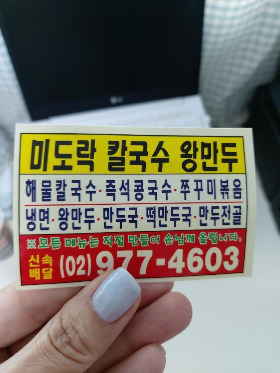 미도락 칼국수 왕만두
해물칼국수·즉석콩국수·쭈꾸미볶음
냉면·왕만두·만두국·떡만두국·만두전골
※모든 메뉴는 직접 만들어 손님께 올립니다.
신속배달 (02) 977-4603
LG